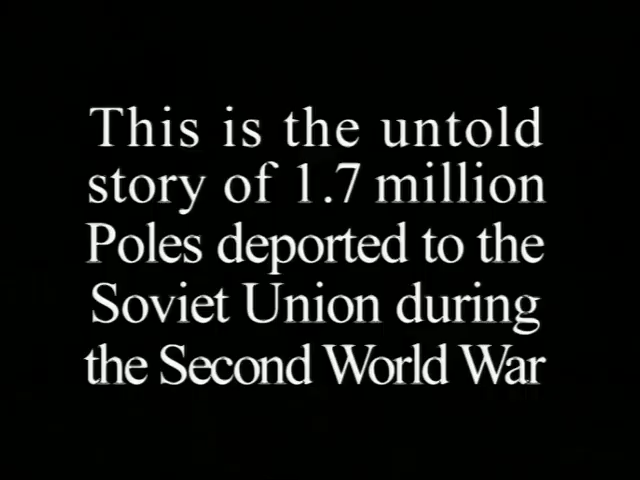 This is the untold
story of 1.7 million
Poles deported to the
Soviet Union during
the Second World War